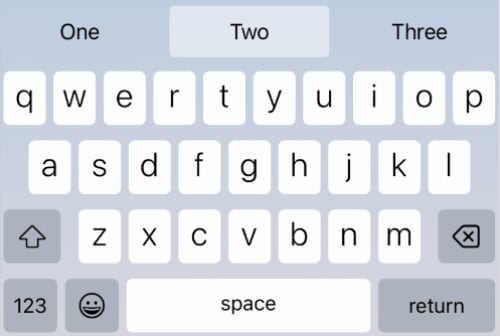 One Two Three
q w e r t y u i o p
a s d f g h j k l
z x c v b n m
123 space return